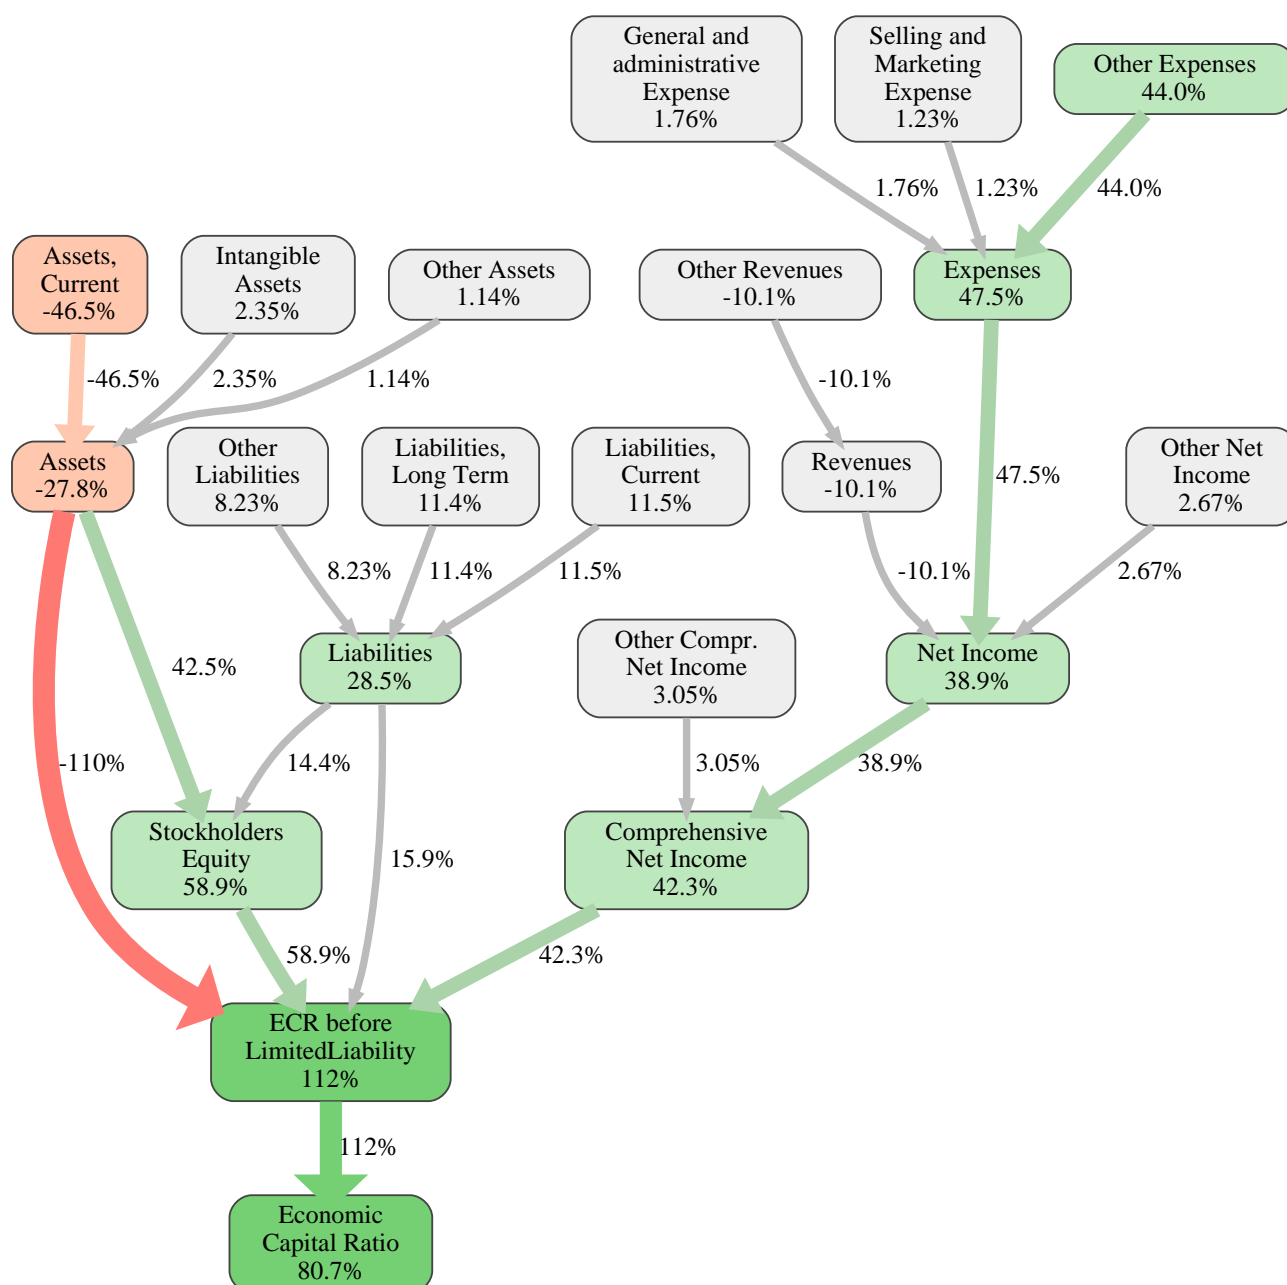 General and
administrative
Expense
1.76%
Selling and
Marketing
Expense
1.23%
Other Expenses
44.0%
1.76%
1.23%
44.0%
Assets,
Current
-46.5%
Intangible
Assets
2.35%
Other Assets
1.14%
Other Revenues
-10.1%
Expenses
47.5%
-46.5%
2.35%
1.14%
-10.1%
47.5%
Assets
-27.8%
Other
Liabilities
8.23%
Liabilities,
Long Term
11.4%
Liabilities,
Current
11.5%
Revenues
-10.1%
Other Net
Income
2.67%
8.23%
11.4%
11.5%
-10.1%
2.67%
42.5%
Liabilities
28.5%
Other Compr.
Net Income
3.05%
Net Income
38.9%
-110%
14.4%
3.05%
38.9%
Stockholders
Equity
58.9%
15.9%
Comprehensive
Net Income
42.3%
58.9%
42.3%
ECR before
LimitedLiability
112%
112%
Economic
Capital Ratio
80.7%